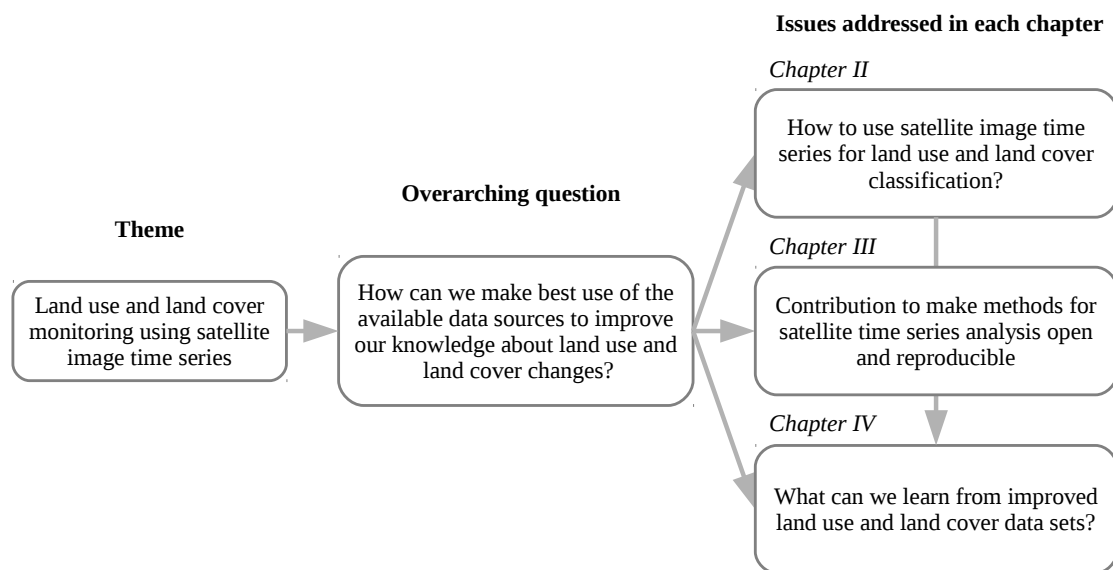 Theme
Land use and land cover
monitoring using satellite
image time series
Overarching question
How can we make best use of the
available data sources to improve
our knowledge about land use and
land cover changes?
Issues addressed in each chapter
Chapter II
How to use satellite image time
series for land use and land cover
classification?
Chapter III
Contribution to make methods for
satellite time series analysis open
and reproducible
Chapter IV
What can we learn from improved
land use and land cover data sets?